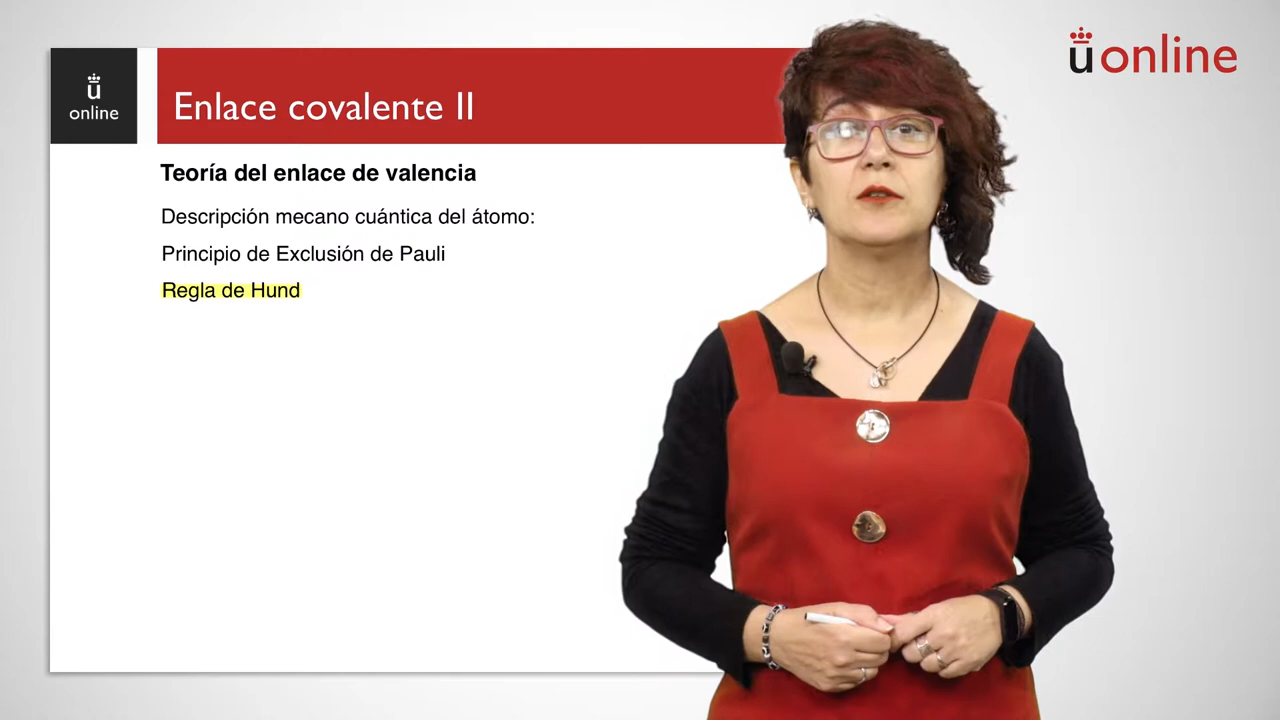 ü online
ü
online
Enlace covalente II
Teoría del enlace de valencia
Descripción mecano cuántica del átomo:
Principio de Exclusión de Pauli
Regla de Hund